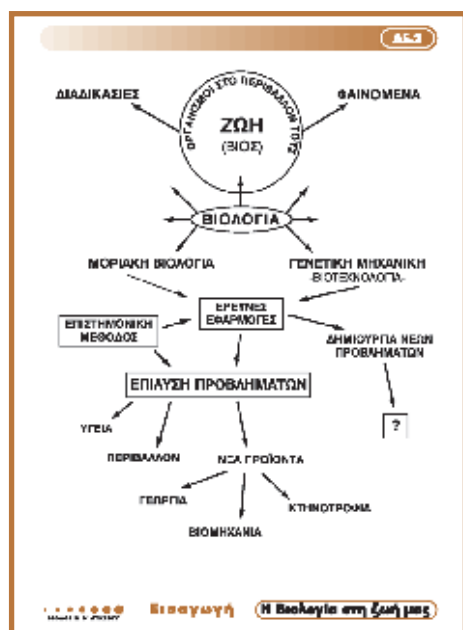 ΔΕ.2
ΔΙΑΔΙΚΑΣΙΕΣ
ΟΡΓΑΝΙΣΜΟΙ ΣΤΟ ΠΕΡΙΒΑΛΛΟΝ ΤΟΥΣ
ΦΑΙΝΟΜΕΝΑ
ΖΩΗ
(ΒΙΟΣ)
ΒΙΟΛΟΓΙΑ
ΜΟΡΙΑΚΗ ΒΙΟΛΟΓΙΑ
ΓΕΝΕΤΙΚΗ ΜΗΧΑΝΙΚΗ
-ΒΙΟΤΕΧΝΟΛΟΓΙΑ-
ΕΡΕΥΝΕΣ
ΕΦΑΡΜΟΓΕΣ
ΕΠΙΣΤΗΜΟΝΙΚΗ
ΜΕΘΟΔΟΣ
ΔΗΜΙΟΥΡΓΙΑ ΝΕΩΝ
ΠΡΟΒΛΗΜΑΤΩΝ
ΕΠΙΛΥΣΗ ΠΡΟΒΛΗΜΑΤΩΝ
?
ΥΓΕΙΑ
ΠΕΡΙΒΑΛΛΟΝ
ΝΕΑ ΠΡΟΪΟΝΤΑ
ΓΕΩΡΓΙΑ
ΚΤΗΝΟΤΡΟΦΙΑ
ΒΙΟΜΗΧΑΝΙΑ
Εισαγωγή
Η Βιολογία στη ζωή μας